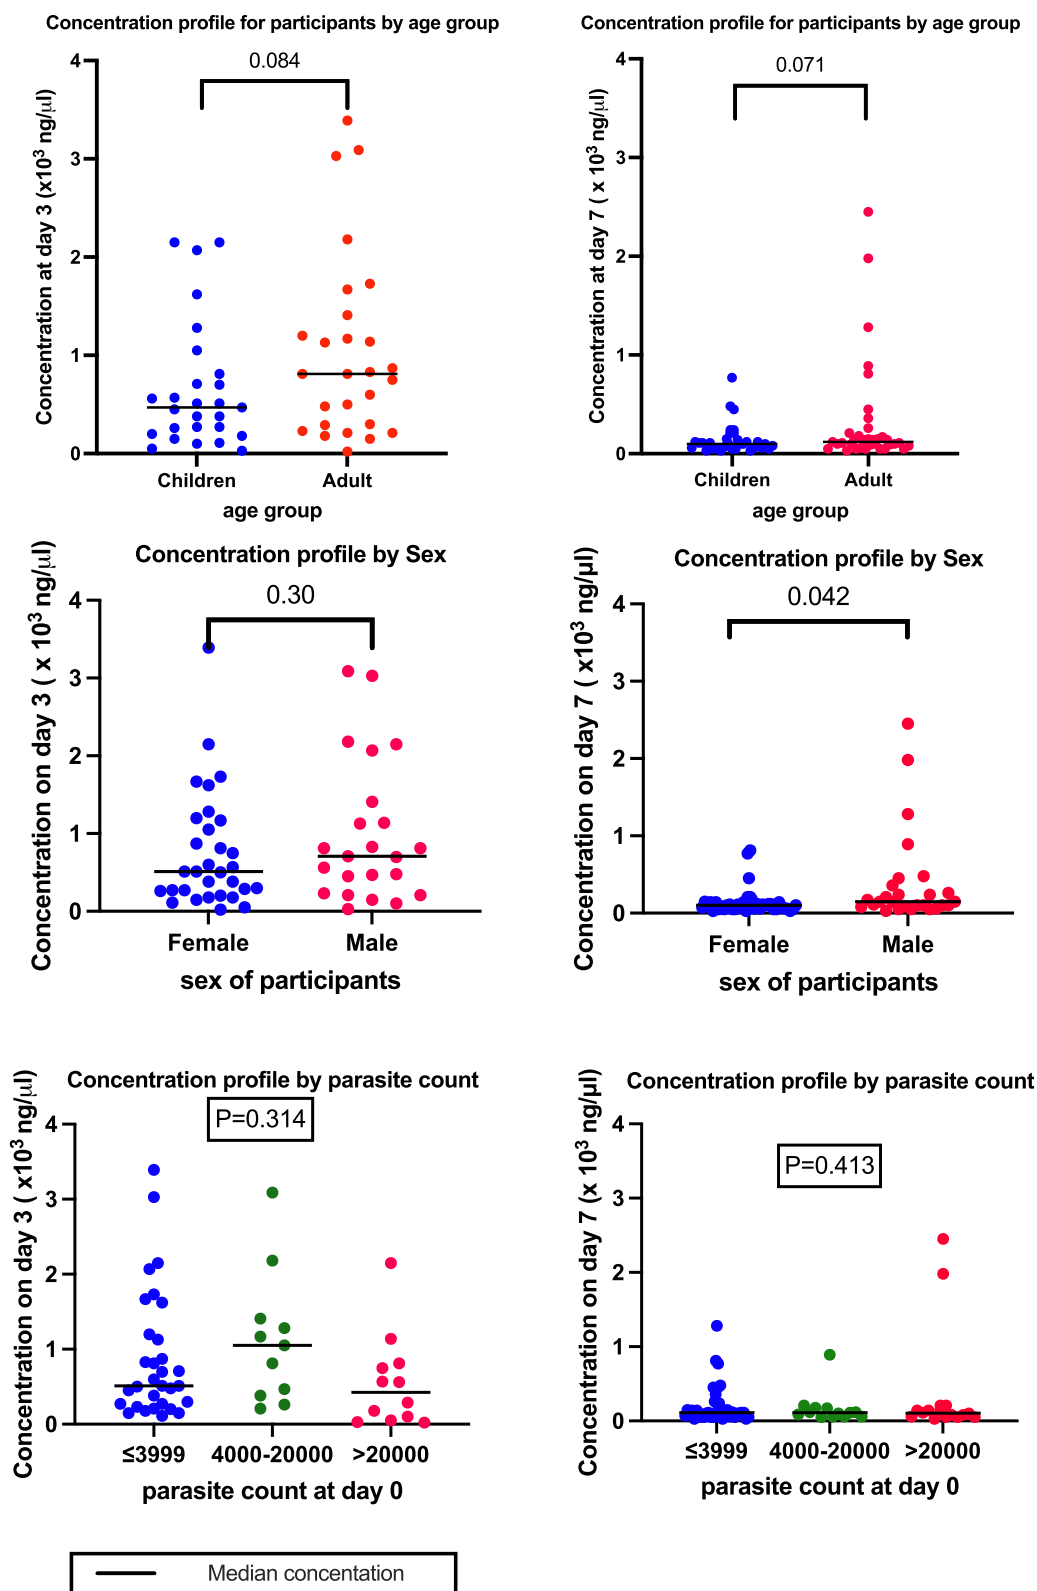 Concentration profile for participants by age group
0.084
Concentration at day 3 (x10³ ng/μl)
4
3
2
1
0
Children
Adult
age group
Concentration profile for participants by age group
0.071
Concentration at day 7 ( x 10³ ng/μl)
4
3
2
1
0
Children
Adult
age group
Concentration profile by Sex
0.30
Concentration on day 3 ( x 10³ ng/μl)
4
3
2
1
0
Female
Male
sex of participants
Concentration profile by Sex
0.042
Concentration on day 7 ( x10³ ng/μl)
4
3
2
1
0
Female
Male
sex of participants
Concentration profile by parasite count
P=0.314
Concentration on day 3 ( x10³ ng/μl)
4
3
2
1
0
≤3999
4000-20000
>20000
parasite count at day 0
Concentration profile by parasite count
P=0.413
Concentration on day 7 (x 10³ ng/μl)
4
3
2
1
0
≤3999
4000-20000
>20000
parasite count at day 0
Median concentation